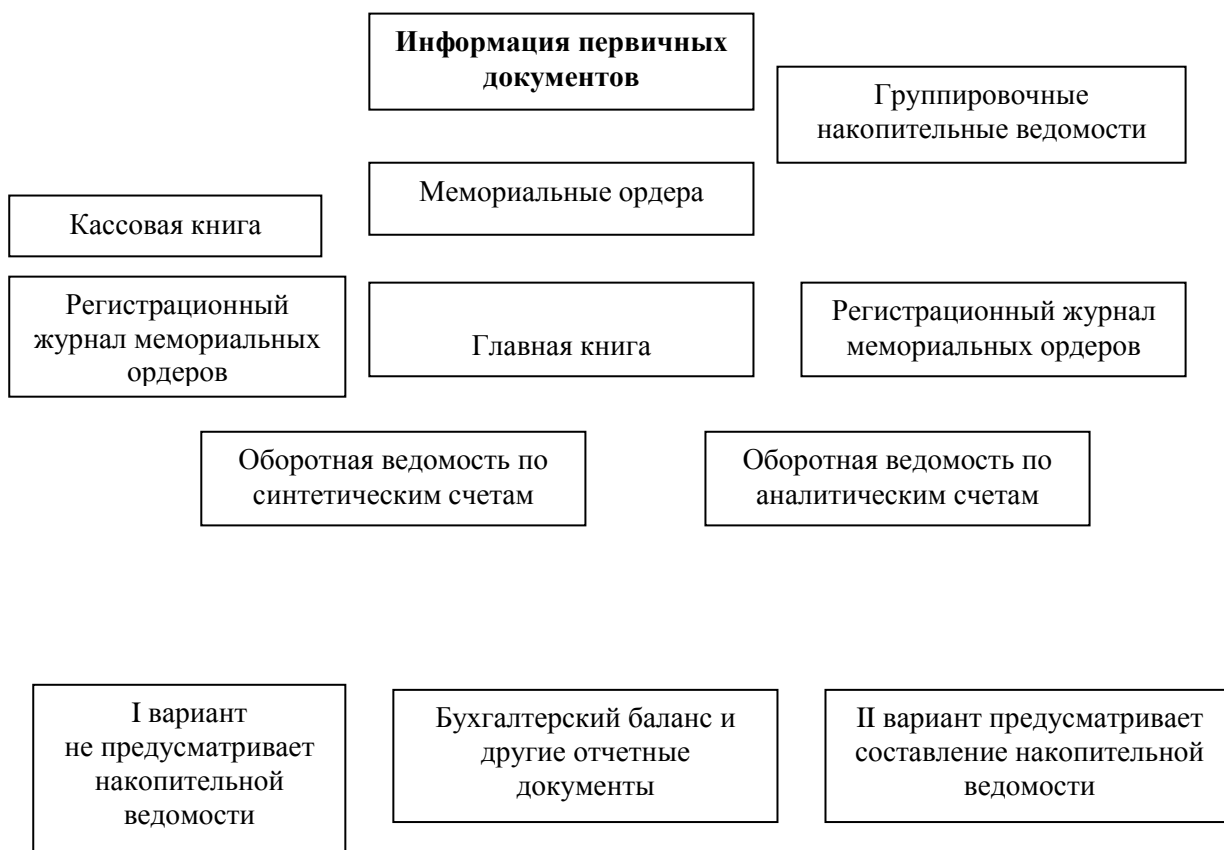 Информация первичных
документов
Группировочные
накопительные ведомости
Мемориальные ордера
Кассовая книга
Регистрационный
журнал мемориальных
ордеров
Главная книга
Регистрационный журнал
мемориальных ордеров
Оборотная ведомость по
синтетическим счетам
Оборотная ведомость по
аналитическим счетам
I вариант
не предусматривает
накопительной
ведомости
Бухгалтерский баланс и
другие отчетные
документы
II вариант предусматривает
составление накопительной
ведомости